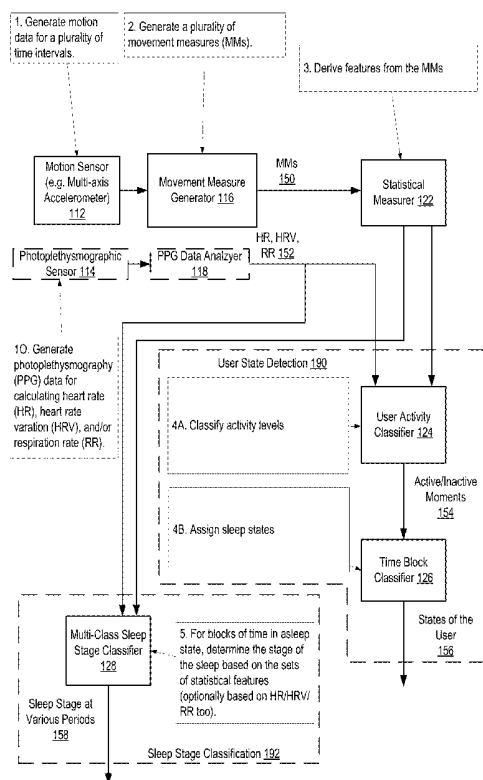 1. Generate motion
data for a plurality of
time intervals.
2. Generate a plurality of
movement measures (MMs).
3. Derive features from the MMs
Motion Sensor
(e.g. Multi-axis
Accelerometer)
112
Movement Measure
Generator 116
MMs
150
Statistical
Measurer 122
Photoplethysmographic
Sensor 114
PPG Data Analyzer
118
HR, HRV,
RR 152
1O. Generate
photoplethysmography
(PPG) data for
calculating heart rate
(HR), heart rate
varation (HRV), and/or
respiration rate (RR).
User State Detection 190
4A. Classify activity levels
User Activity
Classifier
124
Active/Inactive
Moments
154
4B. Assign sleep states
Time Block
Classifier 126
States of the
User
156
Multi-Class Sleep
Stage Classifier
128
5. For blocks of time in asleep
state, determine the stage of
the sleep based on the sets
of statistical features
(optionally based on HR/HRV/
RR too).
Sleep Stage at
Various Periods
158
Sleep Stage Classification 192